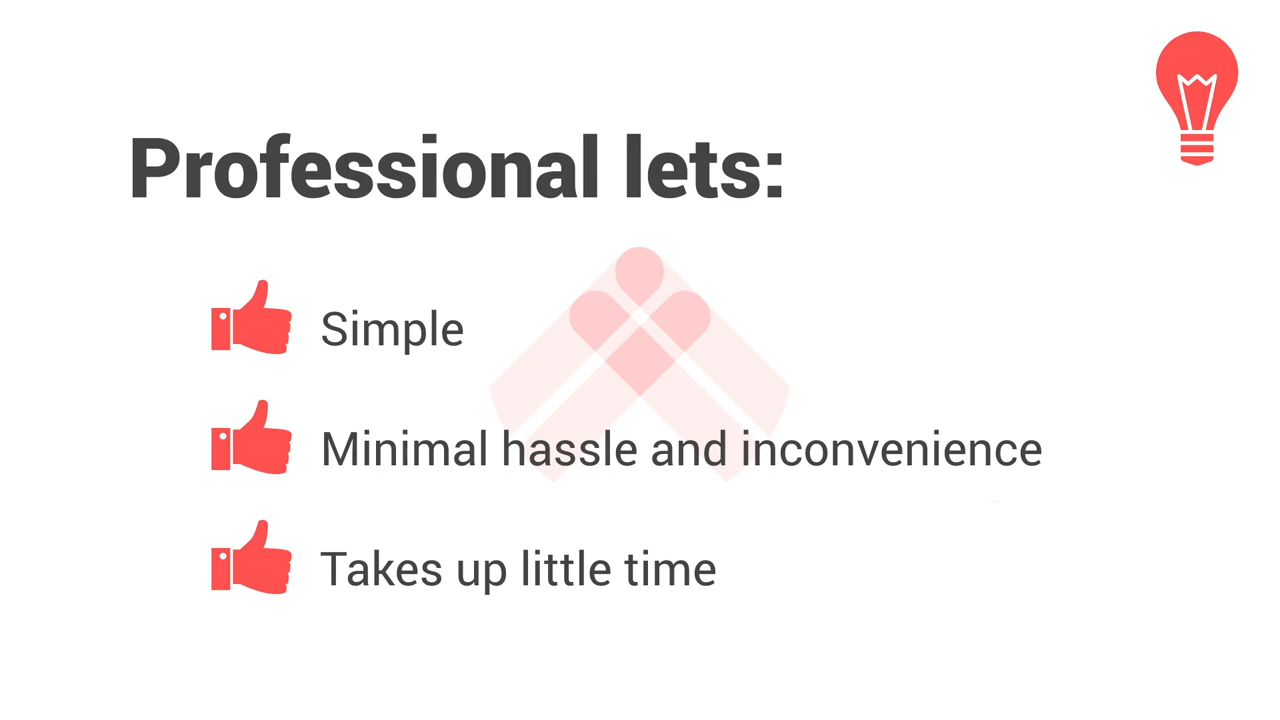 Professional lets:
Simple
Minimal hassle and inconvenience
Takes up little time